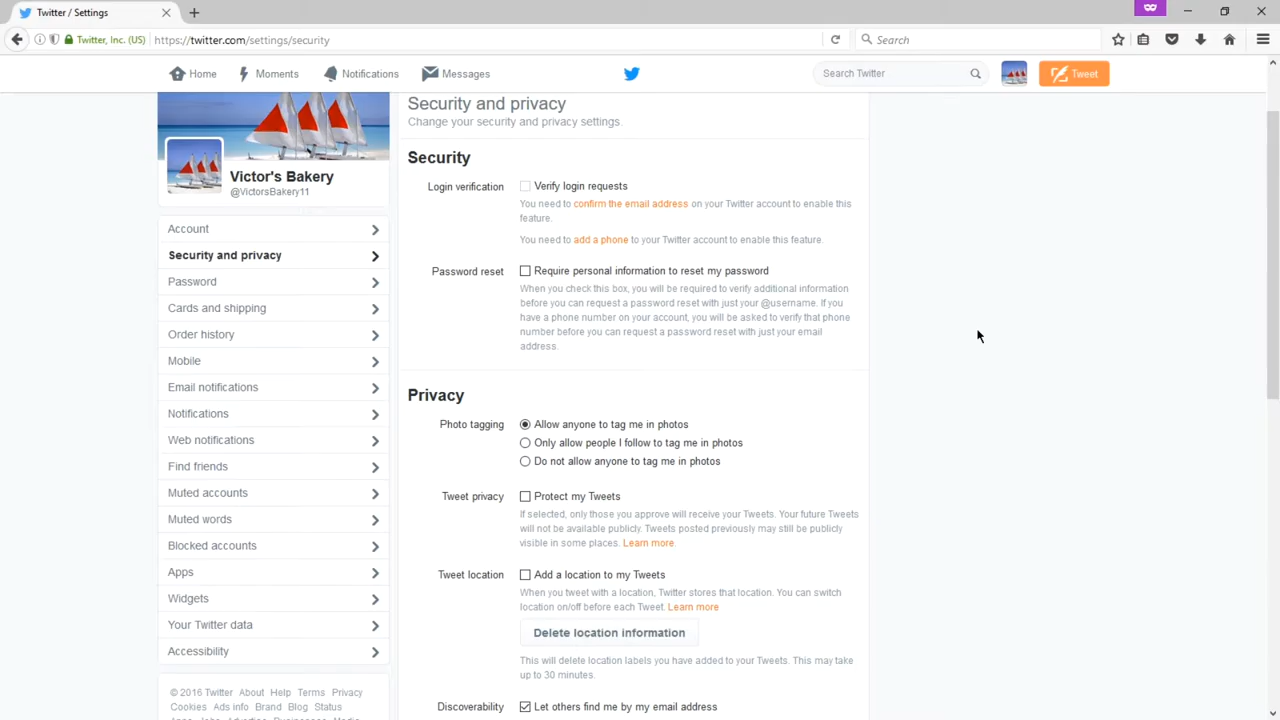 Twitter / Settings
Twitter, Inc. (US)
https://twitter.com/settings/security
Search
Home
Moments
Notifications
Messages
Search Twitter
Tweet
Victor's Bakery
@VictorsBakery11
Account
Security and privacy
Password
Cards and shipping
Order history
Mobile
Email notifications
Notifications
Web notifications
Find friends
Muted accounts
Muted words
Blocked accounts
Apps
Widgets
Your Twitter data
Accessibility
© 2016 Twitter About Help Terms Privacy
Cookies Ads info Brand Blog Status
Security and privacy
Change your security and privacy settings.
Security
Login verification
Verify login requests
You need to confirm the email address on your Twitter account to enable this
feature.
You need to add a phone to your Twitter account to enable this feature.
Password reset
Require personal information to reset my password
When you check this box, you will be required to verify additional information
before you can request a password reset with just your @username. If you
have a phone number on your account, you will be asked to verify that phone
number before you can request a password reset with just your email
address.
Privacy
Photo tagging
Allow anyone to tag me in photos
Only allow people I follow to tag me in photos
Do not allow anyone to tag me in photos
Tweet privacy
Protect my Tweets
If selected, only those you approve will receive your Tweets. Your future Tweets
will not be available publicly. Tweets posted previously may still be publicly
visible in some places. Learn more.
Tweet location
Add a location to my Tweets
When you tweet with a location, Twitter stores that location. You can switch
location on/off before each Tweet. Learn more
Delete location information
This will delete location labels you have added to your Tweets. This may take
up to 30 minutes.
Discoverability
Let others find me by my email address